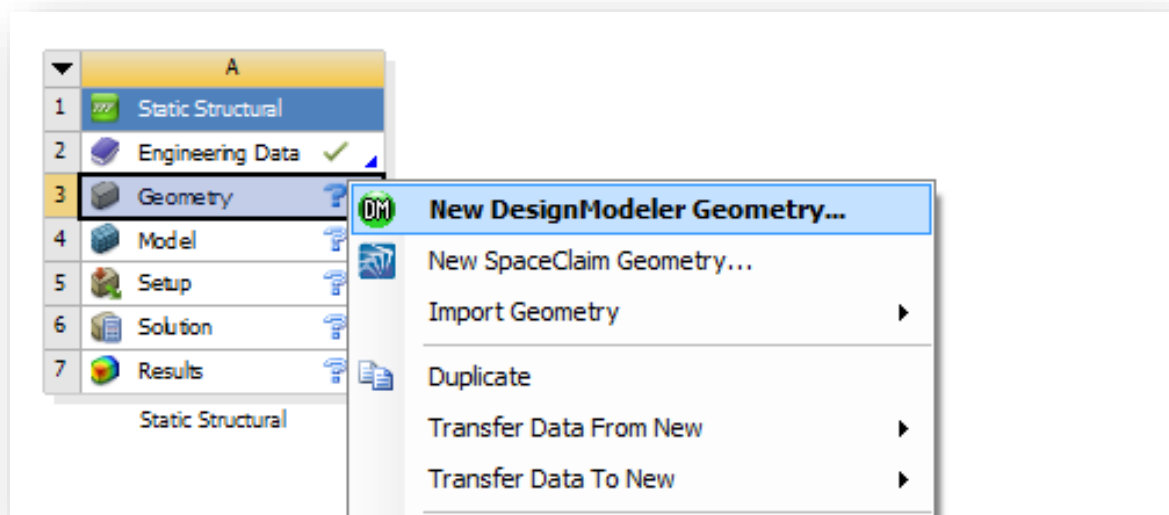 A
1 Static Structural
2 Engineering Data
3 Geometry ?
DM New DesignModeler Geometry...
4 Model ?
New SpaceClaim Geometry...
5 Setup ?
Import Geometry
6 Solution ?
7 Results ?
Duplicate
Static Structural
Transfer Data From New
Transfer Data To New